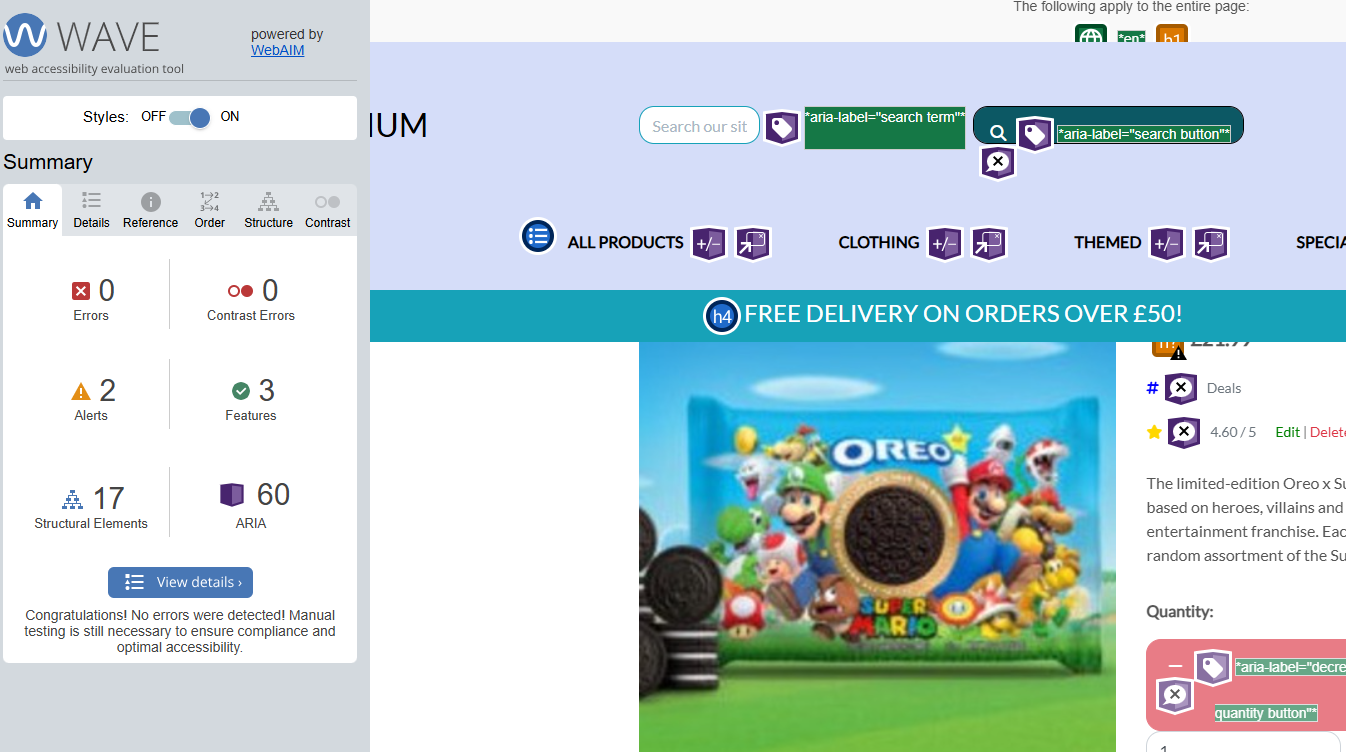 WAVE
powered by
WebAIM
web accessibility evaluation tool
Styles: OFF ON
Summary
Summary Details Reference Order Structure Contrast
0 0
Errors Contrast Errors
2 3
Alerts Features
17 60
Structural Elements ARIA
View details ›
Congratulations! No errors were detected! Manual
testing is still necessary to ensure compliance and
optimal accessibility.
The following apply to the entire page:
*en* h1
IUM
Search our sit *aria-label="search term"* *aria-label="search button"*
ALL PRODUCTS +/− CLOTHING +/− THEMED +/− SPECIA
h4 FREE DELIVERY ON ORDERS OVER £50!
£21.99
# Deals
4.60 / 5 Edit | Delete
OREO
SUPER
MARIO
The limited-edition Oreo x Su
based on heroes, villains and
entertainment franchise. Eac
random assortment of the Su
Quantity:
*aria-label="decre
quantity button"*
1